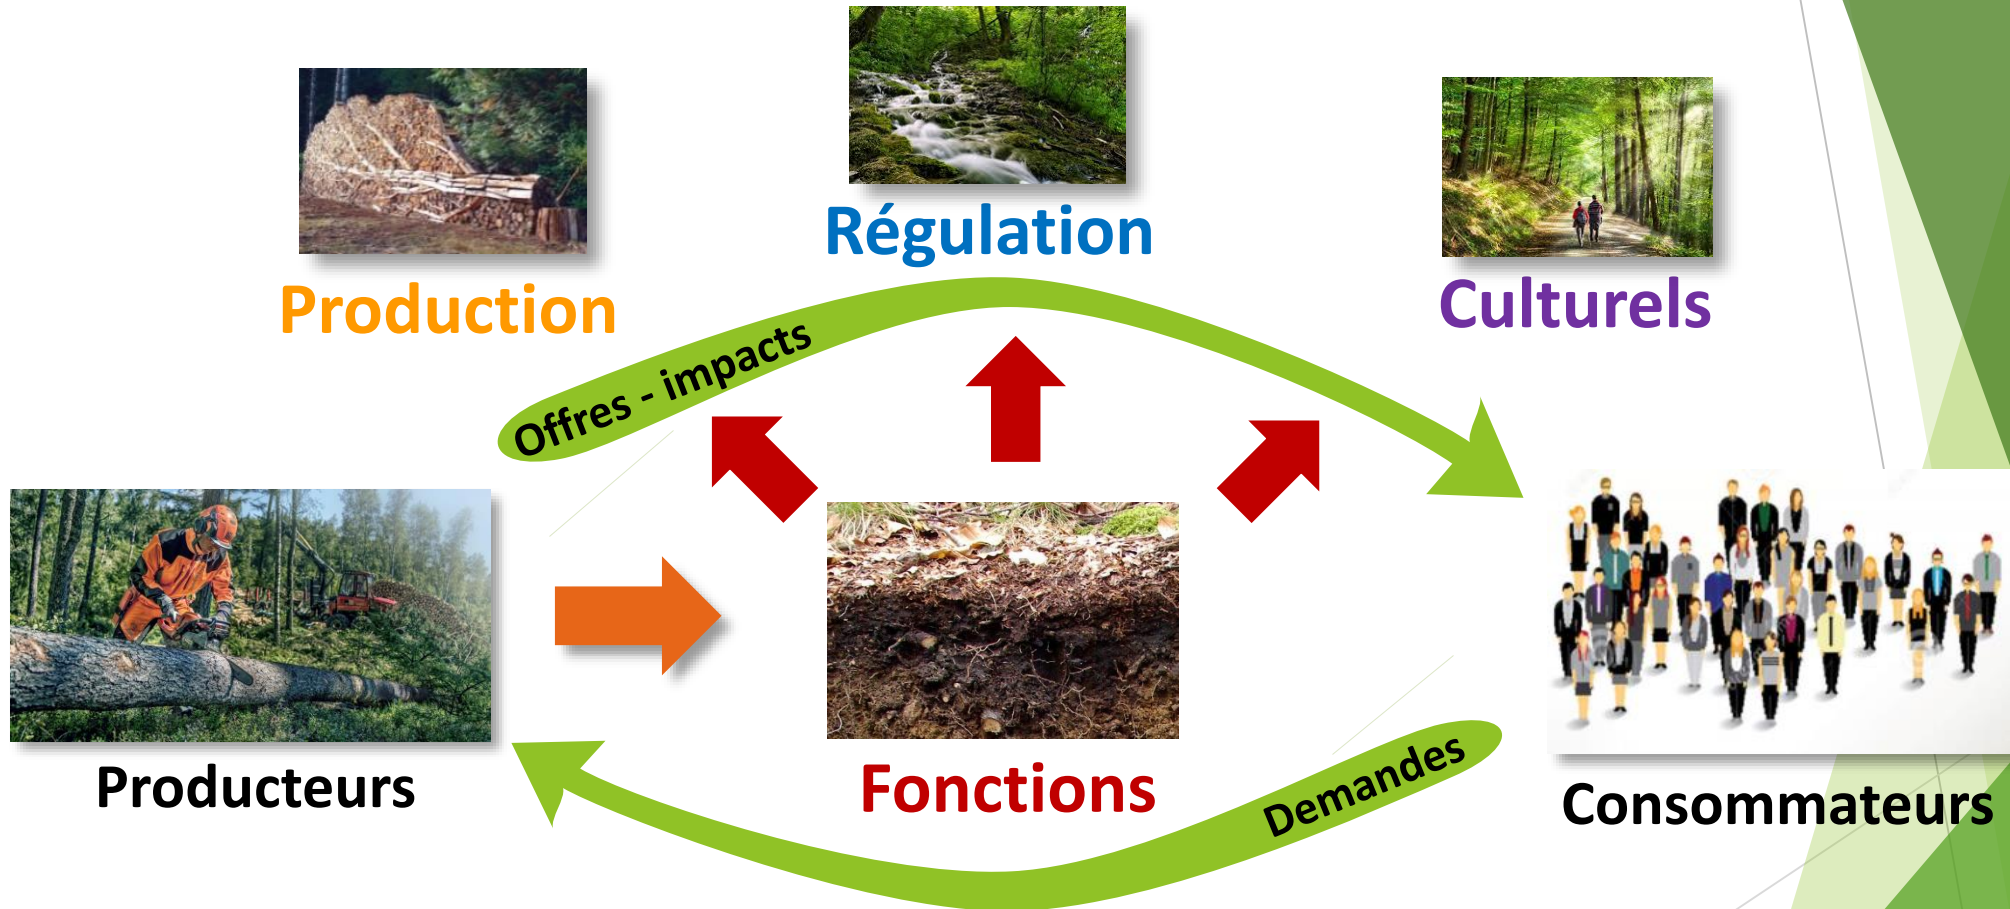 Régulation
Production
Culturels
Offres - impacts
Producteurs
Fonctions
Demandes
Consommateurs